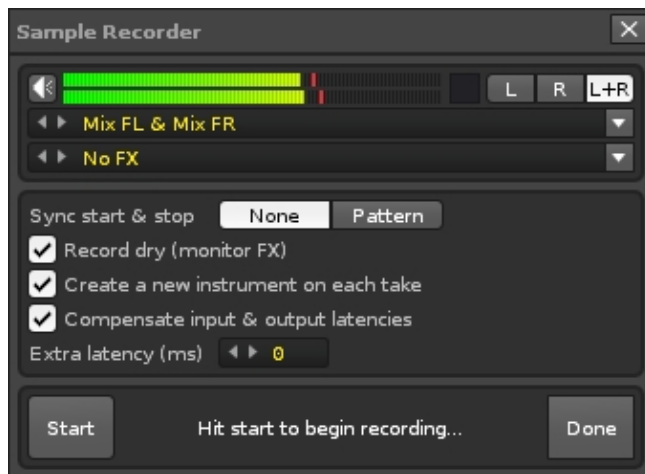 Sample Recorder
L R L+R
Mix FL & Mix FR
No FX
Sync start & stop None Pattern
Record dry (monitor FX)
Create a new instrument on each take
Compensate input & output latencies
Extra latency (ms) 0
Start Hit start to begin recording... Done